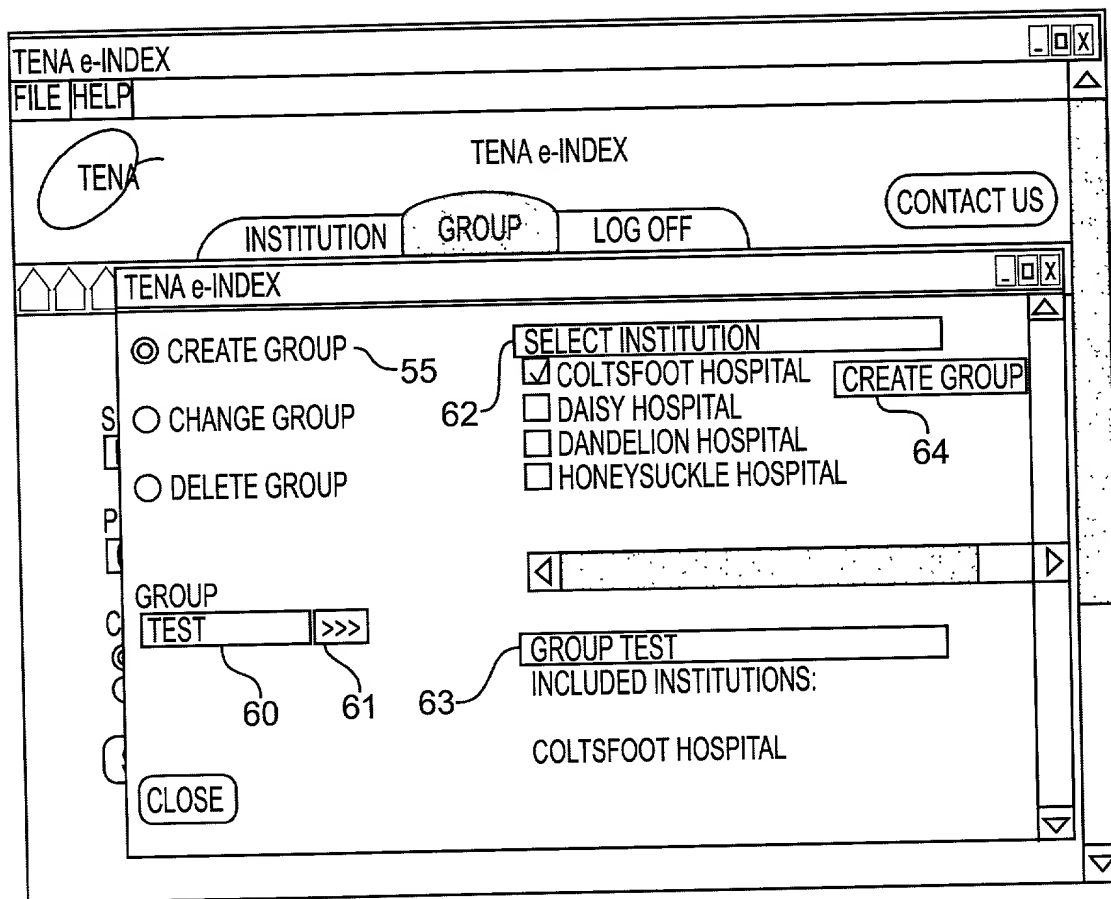 TENA e-INDEX
FILE HELP
TENA
TENA e-INDEX
CONTACT US
INSTITUTION GROUP LOG OFF
TENA e-INDEX
CREATE GROUP 55
CHANGE GROUP
DELETE GROUP
SELECT INSTITUTION
62 COLTSFOOT HOSPITAL
DAISY HOSPITAL
DANDELION HOSPITAL
HONEYSUCKLE HOSPITAL
CREATE GROUP
64
S
P
C
GROUP
TEST >>>
60 61
63 GROUP TEST
INCLUDED INSTITUTIONS:
COLTSFOOT HOSPITAL
CLOSE